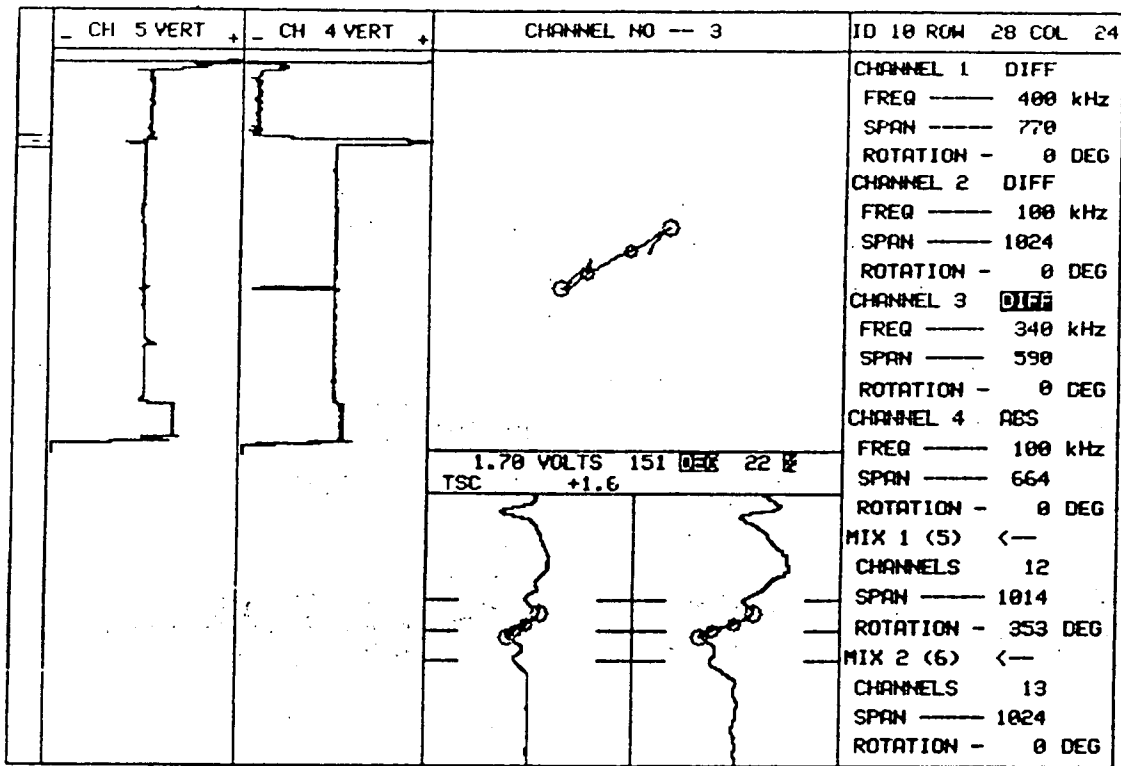 _ CH 5 VERT +
_ CH 4 VERT +
CHANNEL NO -- 3
ID 10 ROW 28 COL 24
CHANNEL 1 DIFF
FREQ ----- 400 kHz
SPAN ----- 770
ROTATION - 0 DEG
CHANNEL 2 DIFF
FREQ ----- 100 kHz
SPAN ----- 1024
ROTATION - 0 DEG
CHANNEL 3 DIFF
FREQ ----- 340 kHz
SPAN ----- 590
ROTATION - 0 DEG
CHANNEL 4 ABS
FREQ ----- 100 kHz
SPAN ----- 664
ROTATION - 0 DEG
MIX 1 (5) <--
CHANNELS 12
SPAN ----- 1014
ROTATION - 353 DEG
MIX 2 (6) <--
CHANNELS 13
SPAN ----- 1024
ROTATION - 0 DEG
1.70 VOLTS 151 DEG 22 %
TSC +1.6